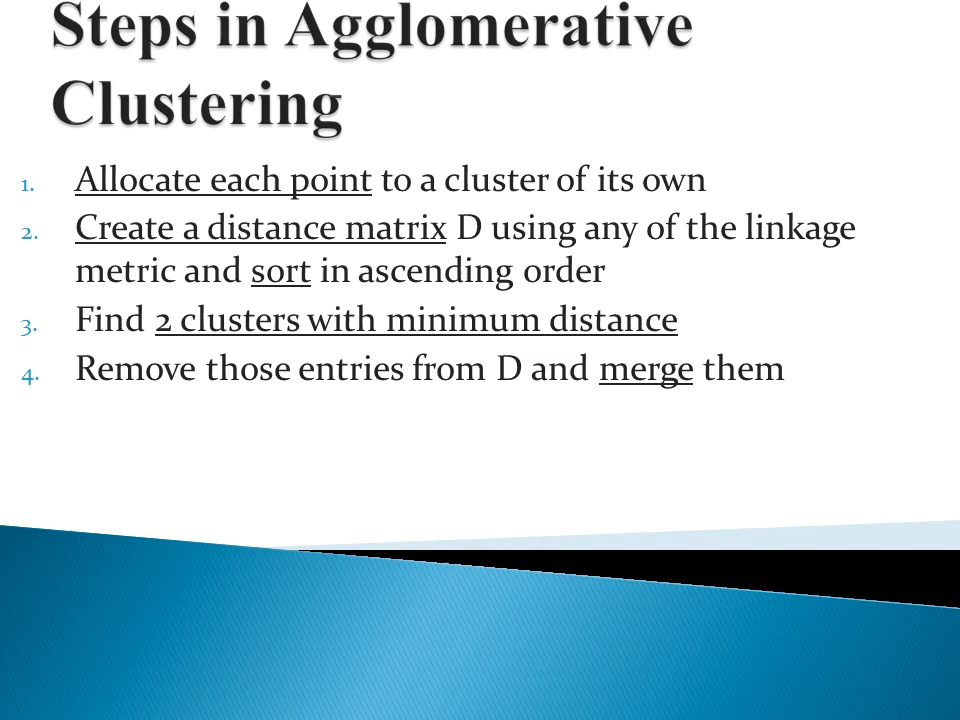 Steps in Agglomerative
Clustering
1. Allocate each point to a cluster of its own
2. Create a distance matrix D using any of the linkage
metric and sort in ascending order
3. Find 2 clusters with minimum distance
4. Remove those entries from D and merge them